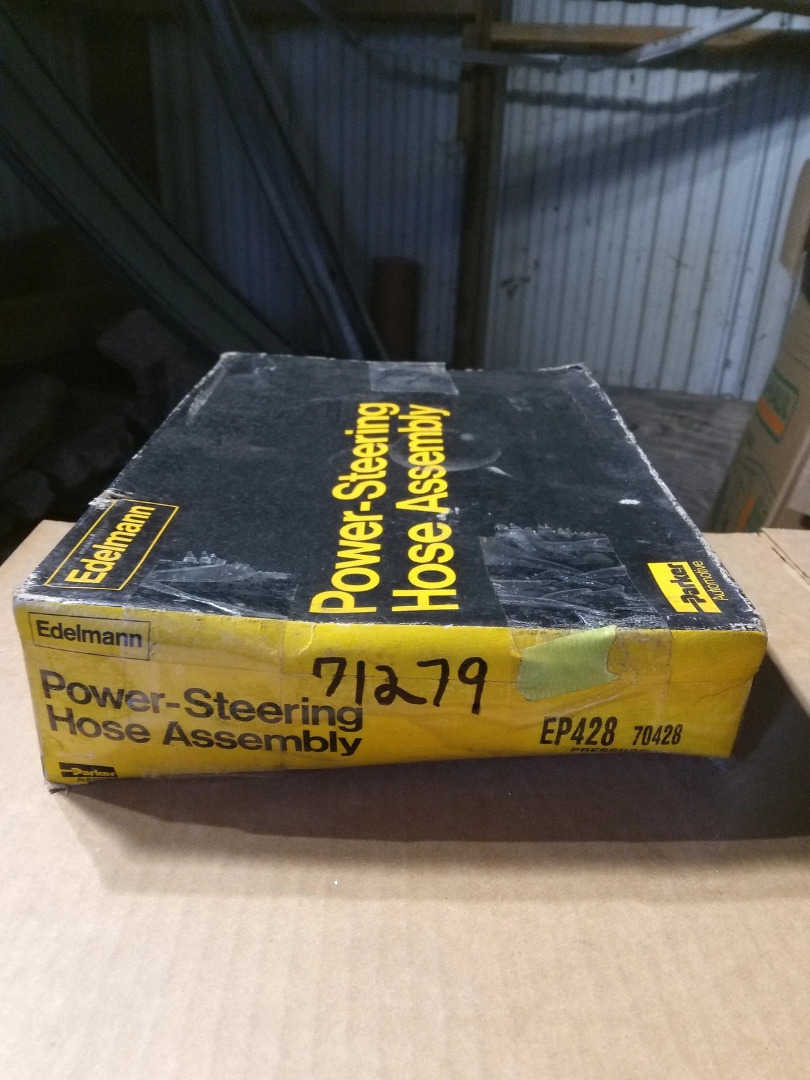 Edelmann
Power-Steering
Hose Assembly
Parker
Automotive
Edelmann
Power-Steering
Hose Assembly
Parker
71279
EP428 70428